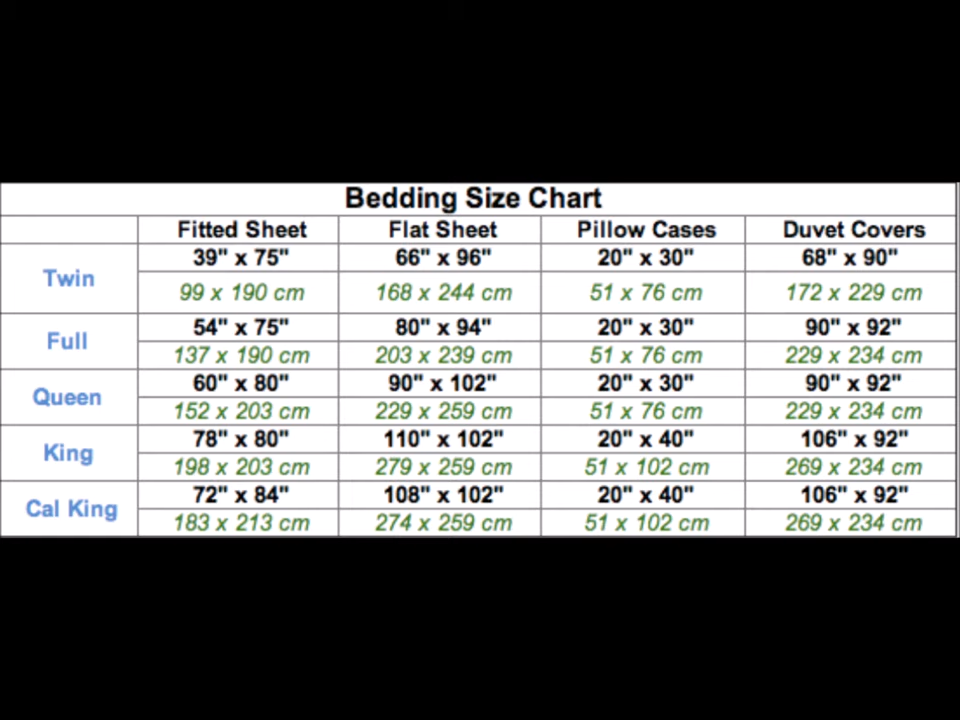 Bedding Size Chart
Fitted Sheet Flat Sheet Pillow Cases Duvet Covers
Twin
39" x 75" 66" x 96" 20" x 30" 68" x 90"
99 x 190 cm 168 x 244 cm 51 x 76 cm 172 x 229 cm
Full
54" x 75" 80" x 94" 20" x 30" 90" x 92"
137 x 190 cm 203 x 239 cm 51 x 76 cm 229 x 234 cm
Queen
60" x 80" 90" x 102" 20" x 30" 90" x 92"
152 x 203 cm 229 x 259 cm 51 x 76 cm 229 x 234 cm
King
78" x 80" 110" x 102" 20" x 40" 106" x 92"
198 x 203 cm 279 x 259 cm 51 x 102 cm 269 x 234 cm
Cal King
72" x 84" 108" x 102" 20" x 40" 106" x 92"
183 x 213 cm 274 x 259 cm 51 x 102 cm 269 x 234 cm